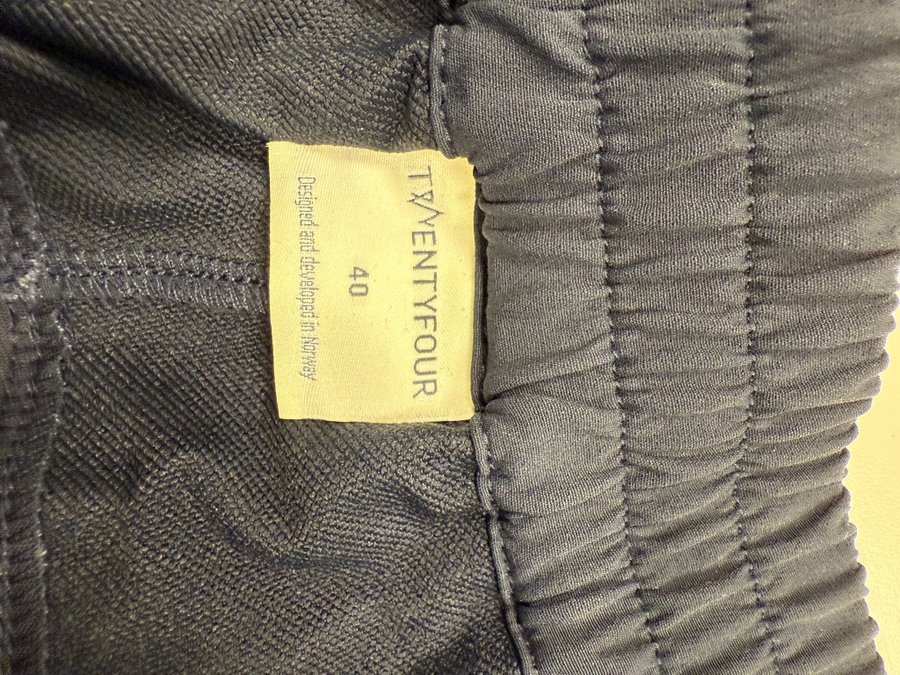 TWENTYFOUR
40
Designed and developed in Norway